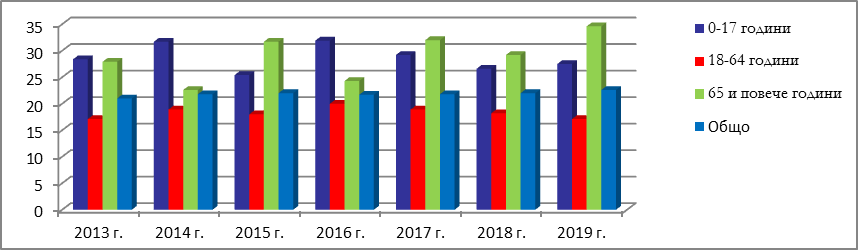 35
30
25
20
15
10
5
0
2013 г. 2014 г. 2015 г. 2016 г. 2017 г. 2018 г. 2019 г.
0-17 години
18-64 години
65 и повече години
Общо